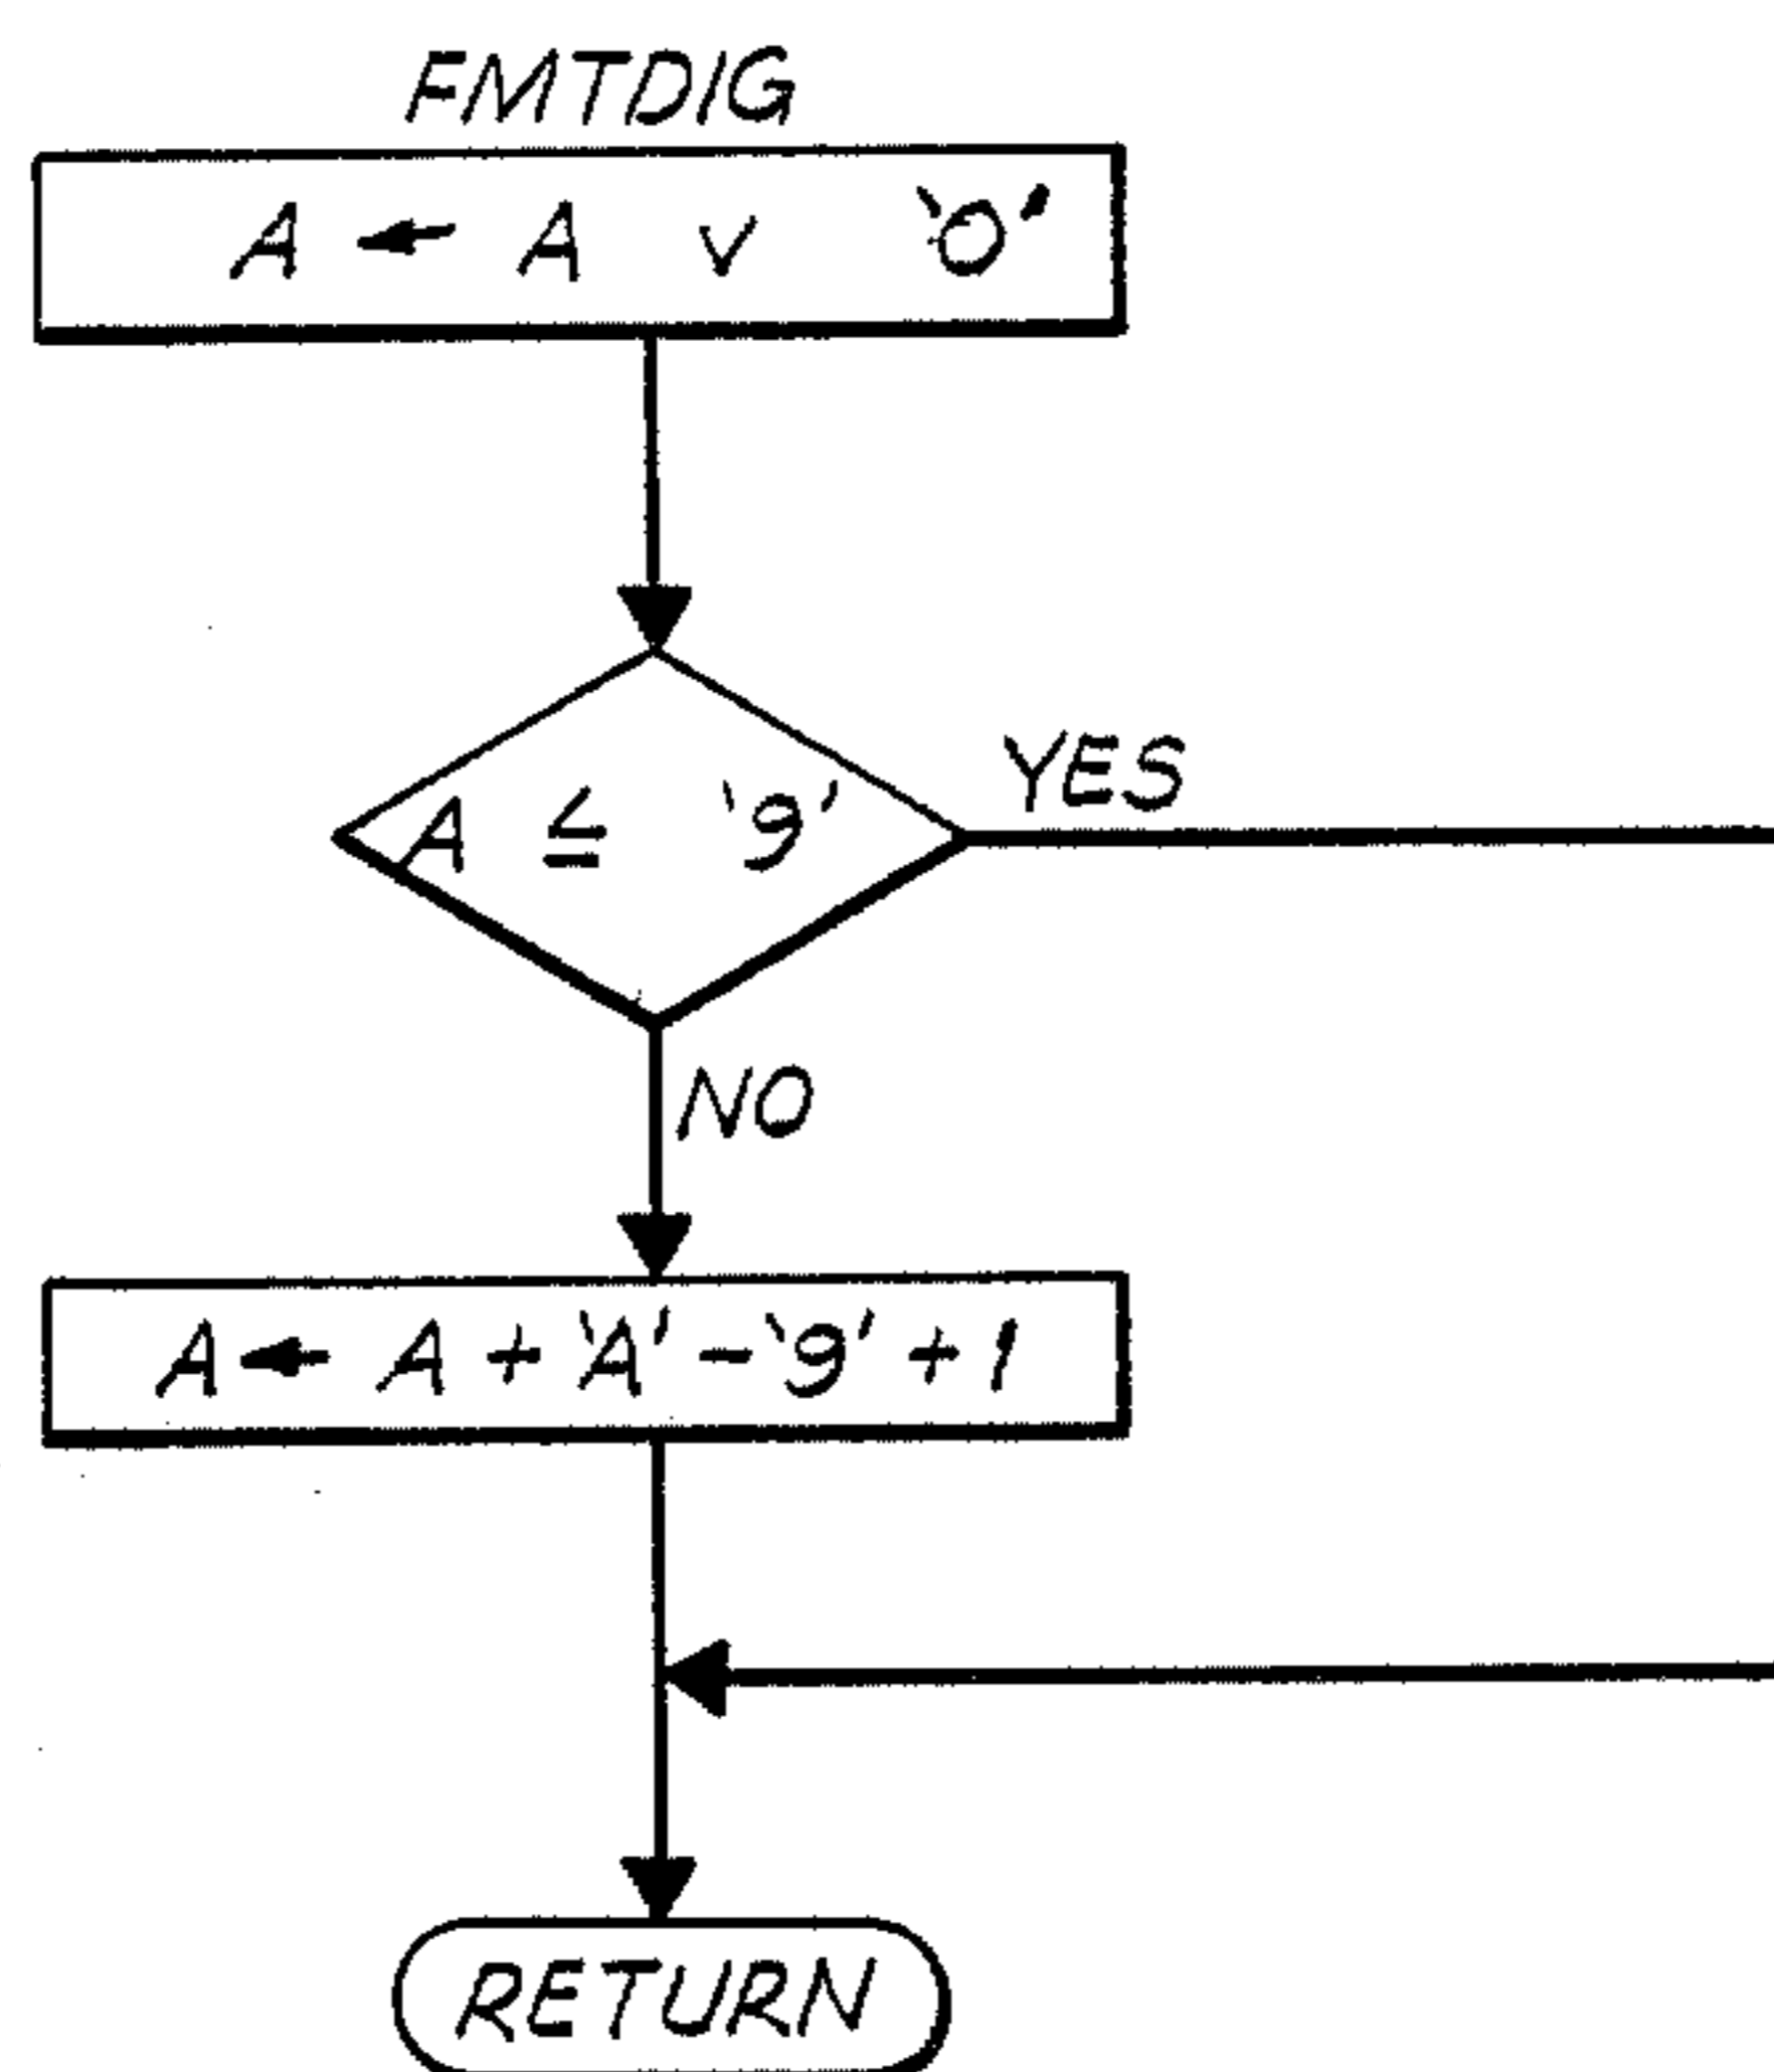 FMTDIG
A ← A ∨ '0'
A ≤ '9'
YES
NO
A ← A + 'A' - '9' + 1
RETURN